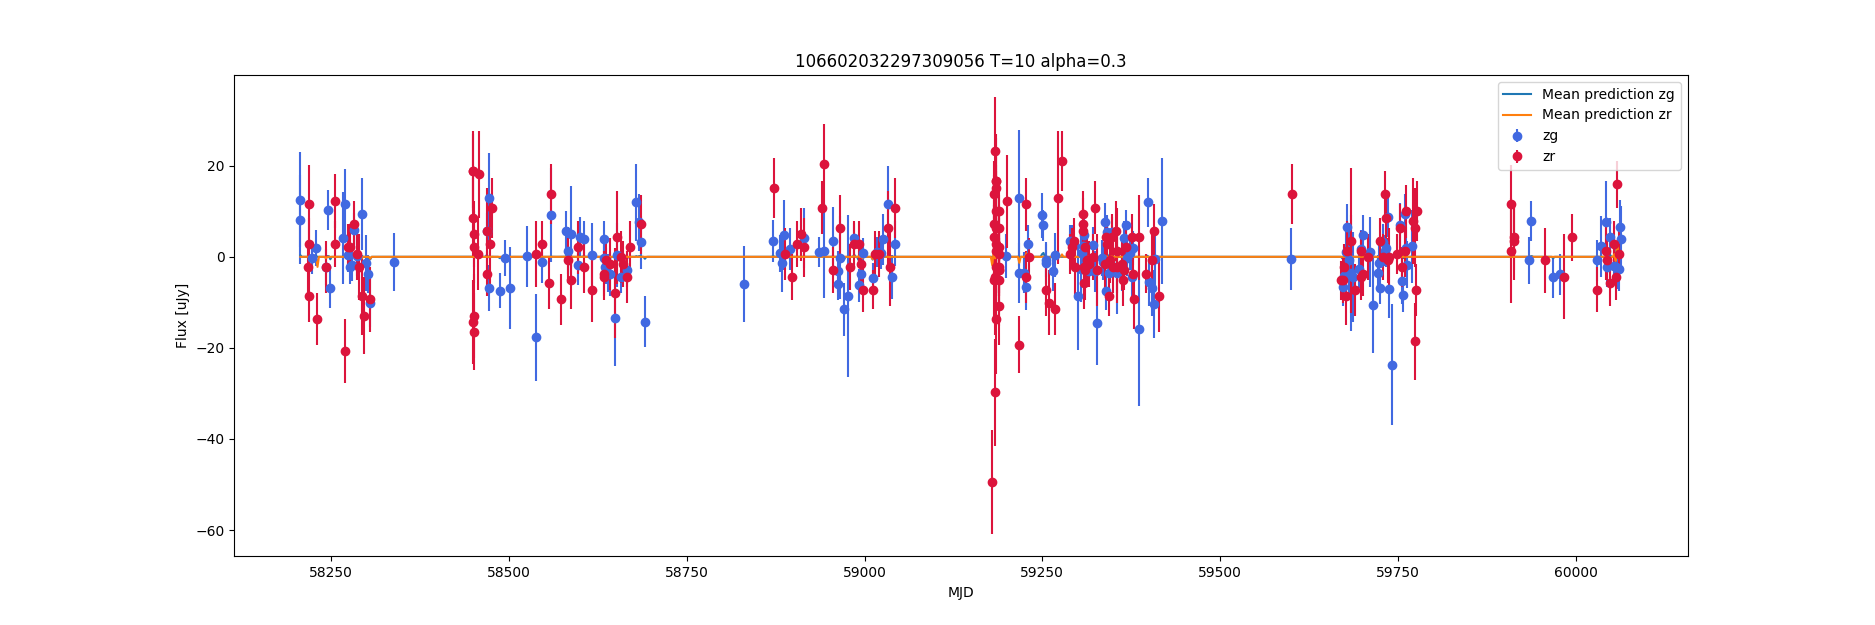 106602032297309056 T=10 alpha=0.3
Mean prediction zg
Mean prediction zr
zg
zr
Flux [uJy]
20
0
−20
−40
−60
58250 58500 58750 59000 59250 59500 59750 60000
MJD